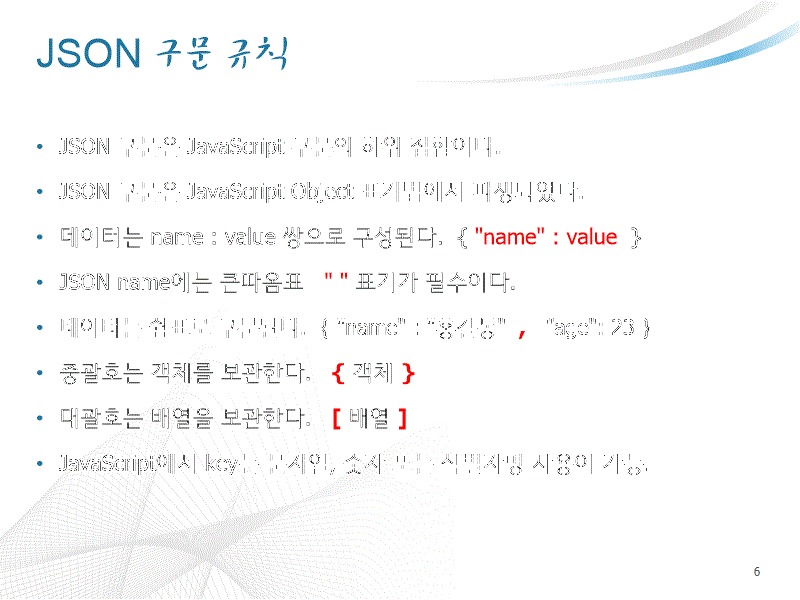 JSON 구문 규칙
• JSON 구문은 JavaScript 구문의 하위 집합이다.
• JSON 구문은 JavaScript Object 표기법에서 파생되었다.
• 데이터는 name : value 쌍으로 구성된다. { "name" : value }
• JSON name에는 큰따옴표 " " 표기가 필수이다.
• 데이터는 쉼표로 구분된다. { "name" : "홍길동" , "age": 23 }
• 중괄호는 객체를 보관한다. { 객체 }
• 대괄호는 배열을 보관한다. [ 배열 ]
• JavaScript에서 key는 문자열, 숫자 또는 식별자명 사용이 가능.
6